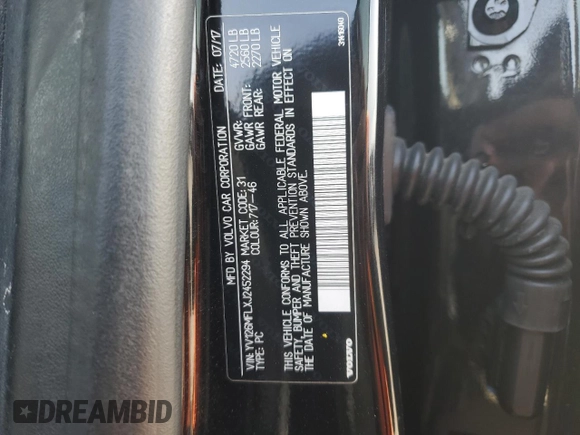 MFD BY VOLVO CAR CORPORATION DATE: 07/17
VIN: YV126MFLXJ2452294 MARKET CODE: 31 GVWR: 4720 LB
TYPE: PC COLOUR: 717-46 GAWR FRONT: 2560 LB
GAWR REAR: 2270 LB
THIS VEHICLE CONFORMS TO ALL APPLICABLE FEDERAL MOTOR VEHICLE
SAFETY, BUMPER AND THEFT PREVENTION STANDARDS IN EFFECT ON
THE DATE OF MANUFACTURE SHOWN ABOVE.
VOLVO
DREAMBID